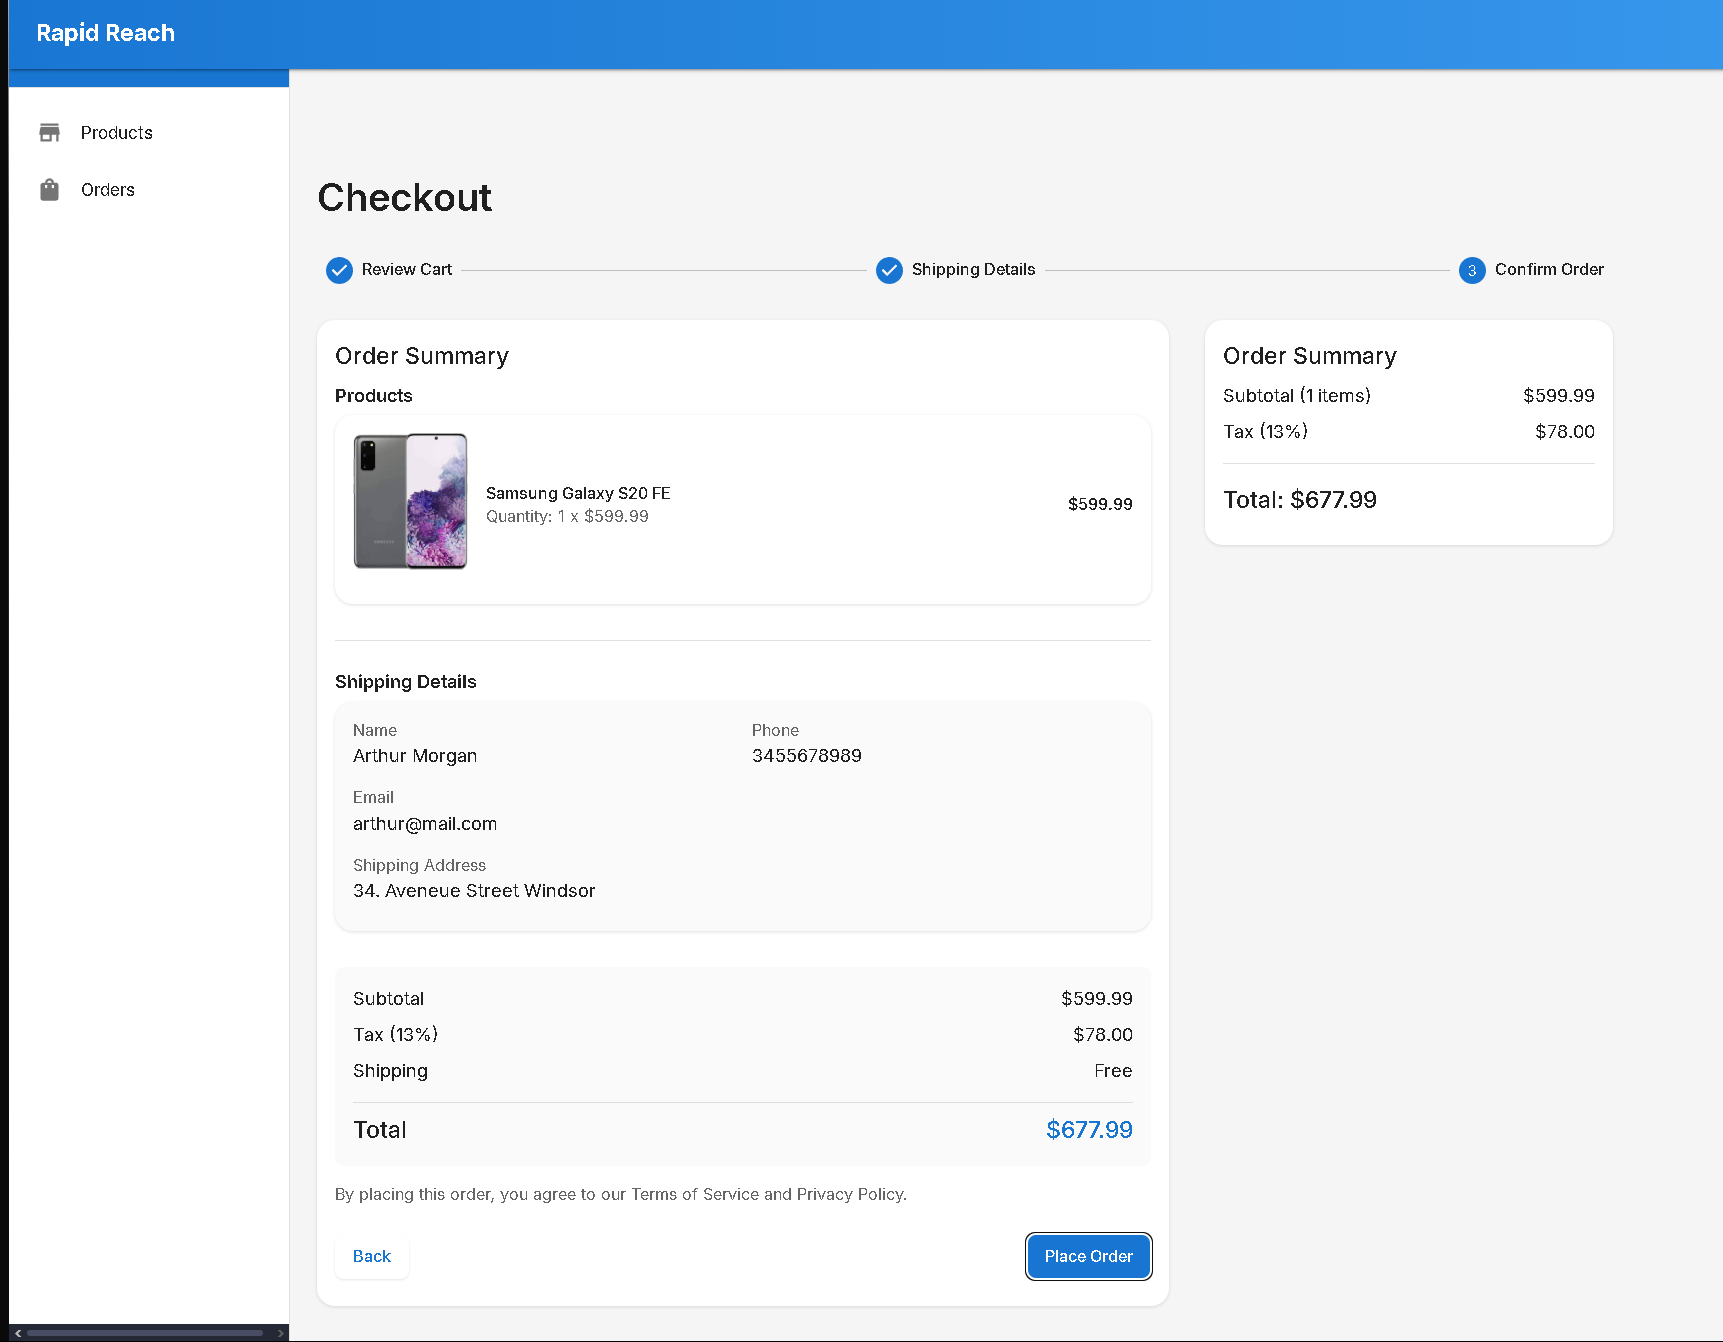 Rapid Reach
Products
Orders
Checkout
Review Cart
Shipping Details
3 Confirm Order
Order Summary
Products
Samsung Galaxy S20 FE
Quantity: 1 x $599.99
$599.99
Shipping Details
Name
Arthur Morgan
Phone
3455678989
Email
arthur@mail.com
Shipping Address
34. Aveneue Street Windsor
Subtotal $599.99
Tax (13%) $78.00
Shipping Free
Total $677.99
By placing this order, you agree to our Terms of Service and Privacy Policy.
Back Place Order
Order Summary
Subtotal (1 items) $599.99
Tax (13%) $78.00
Total: $677.99